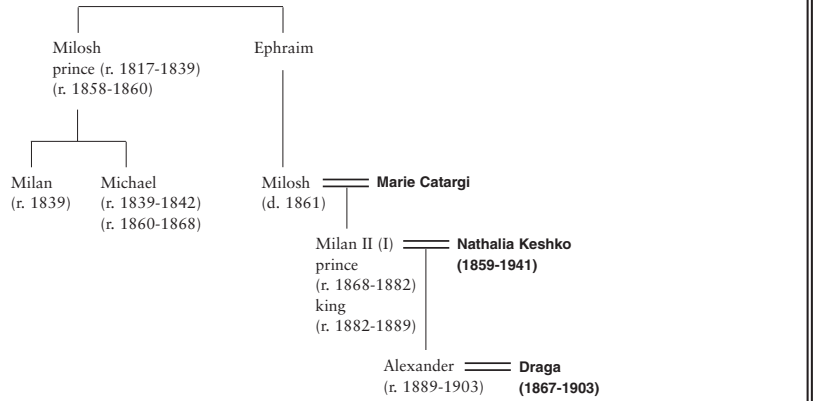 Milosh
prince (r. 1817-1839)
(r. 1858-1860)
Ephraim
Milan
(r. 1839)
Michael
(r. 1839-1842)
(r. 1860-1868)
Milosh
(d. 1861)
Marie Catargi
Milan II (I)
prince
(r. 1868-1882)
king
(r. 1882-1889)
Nathalia Keshko
(1859-1941)
Alexander
(r. 1889-1903)
Draga
(1867-1903)